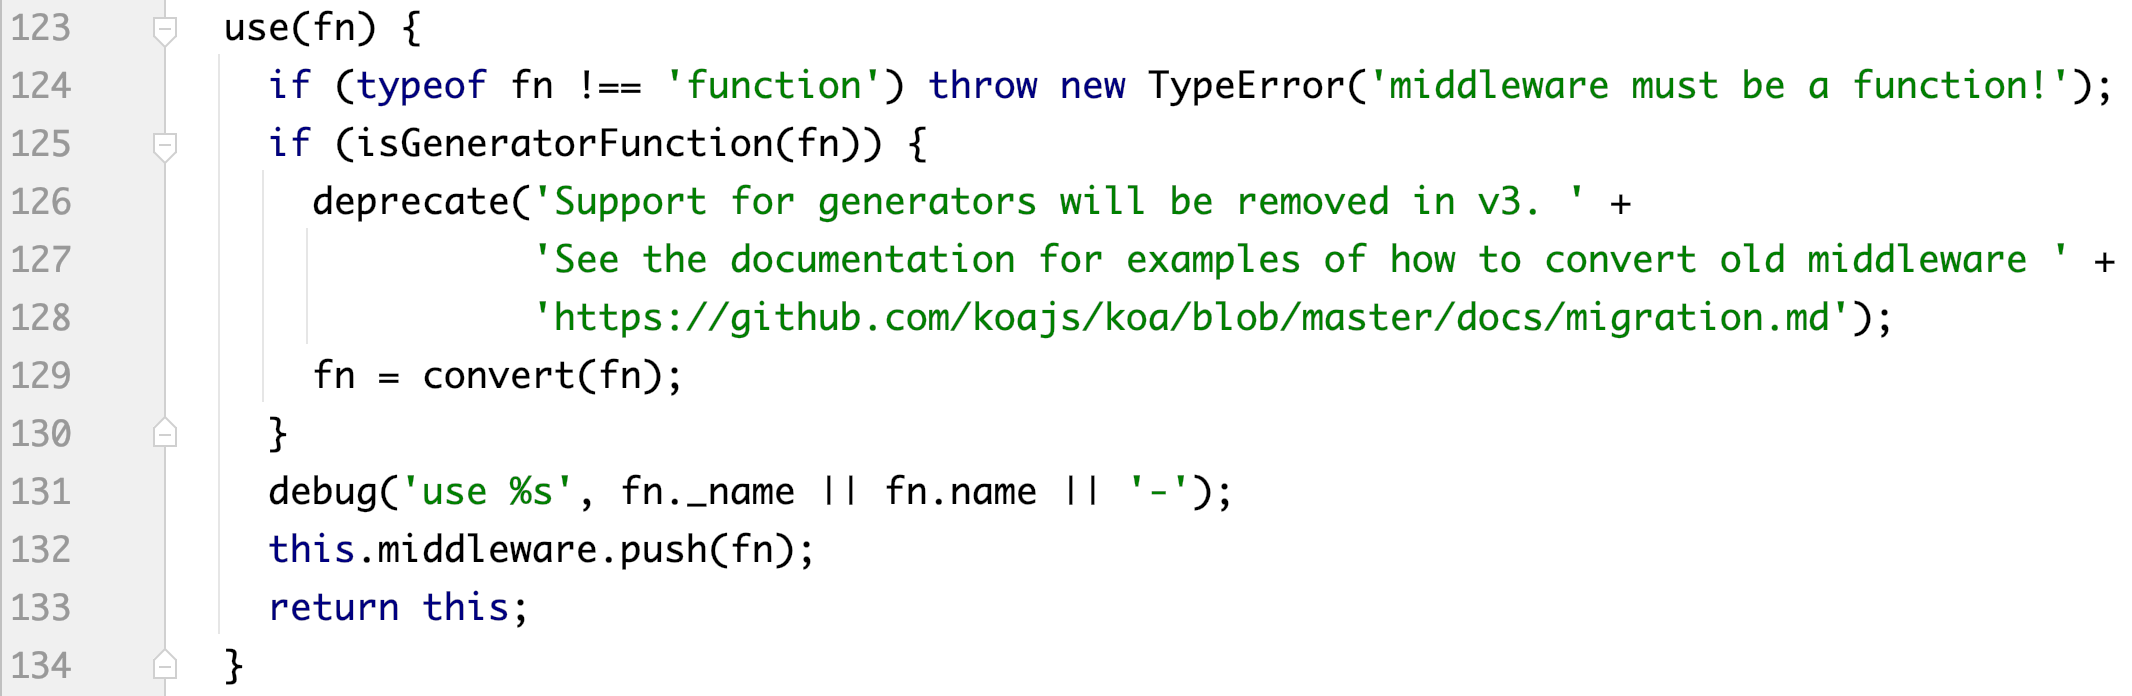 123 use(fn) {
124 if (typeof fn !== 'function') throw new TypeError('middleware must be a function!');
125 if (isGeneratorFunction(fn)) {
126 deprecate('Support for generators will be removed in v3. ' +
127 'See the documentation for examples of how to convert old middleware ' +
128 'https://github.com/koajs/koa/blob/master/docs/migration.md');
129 fn = convert(fn);
130 }
131 debug('use %s', fn._name || fn.name || '-');
132 this.middleware.push(fn);
133 return this;
134 }